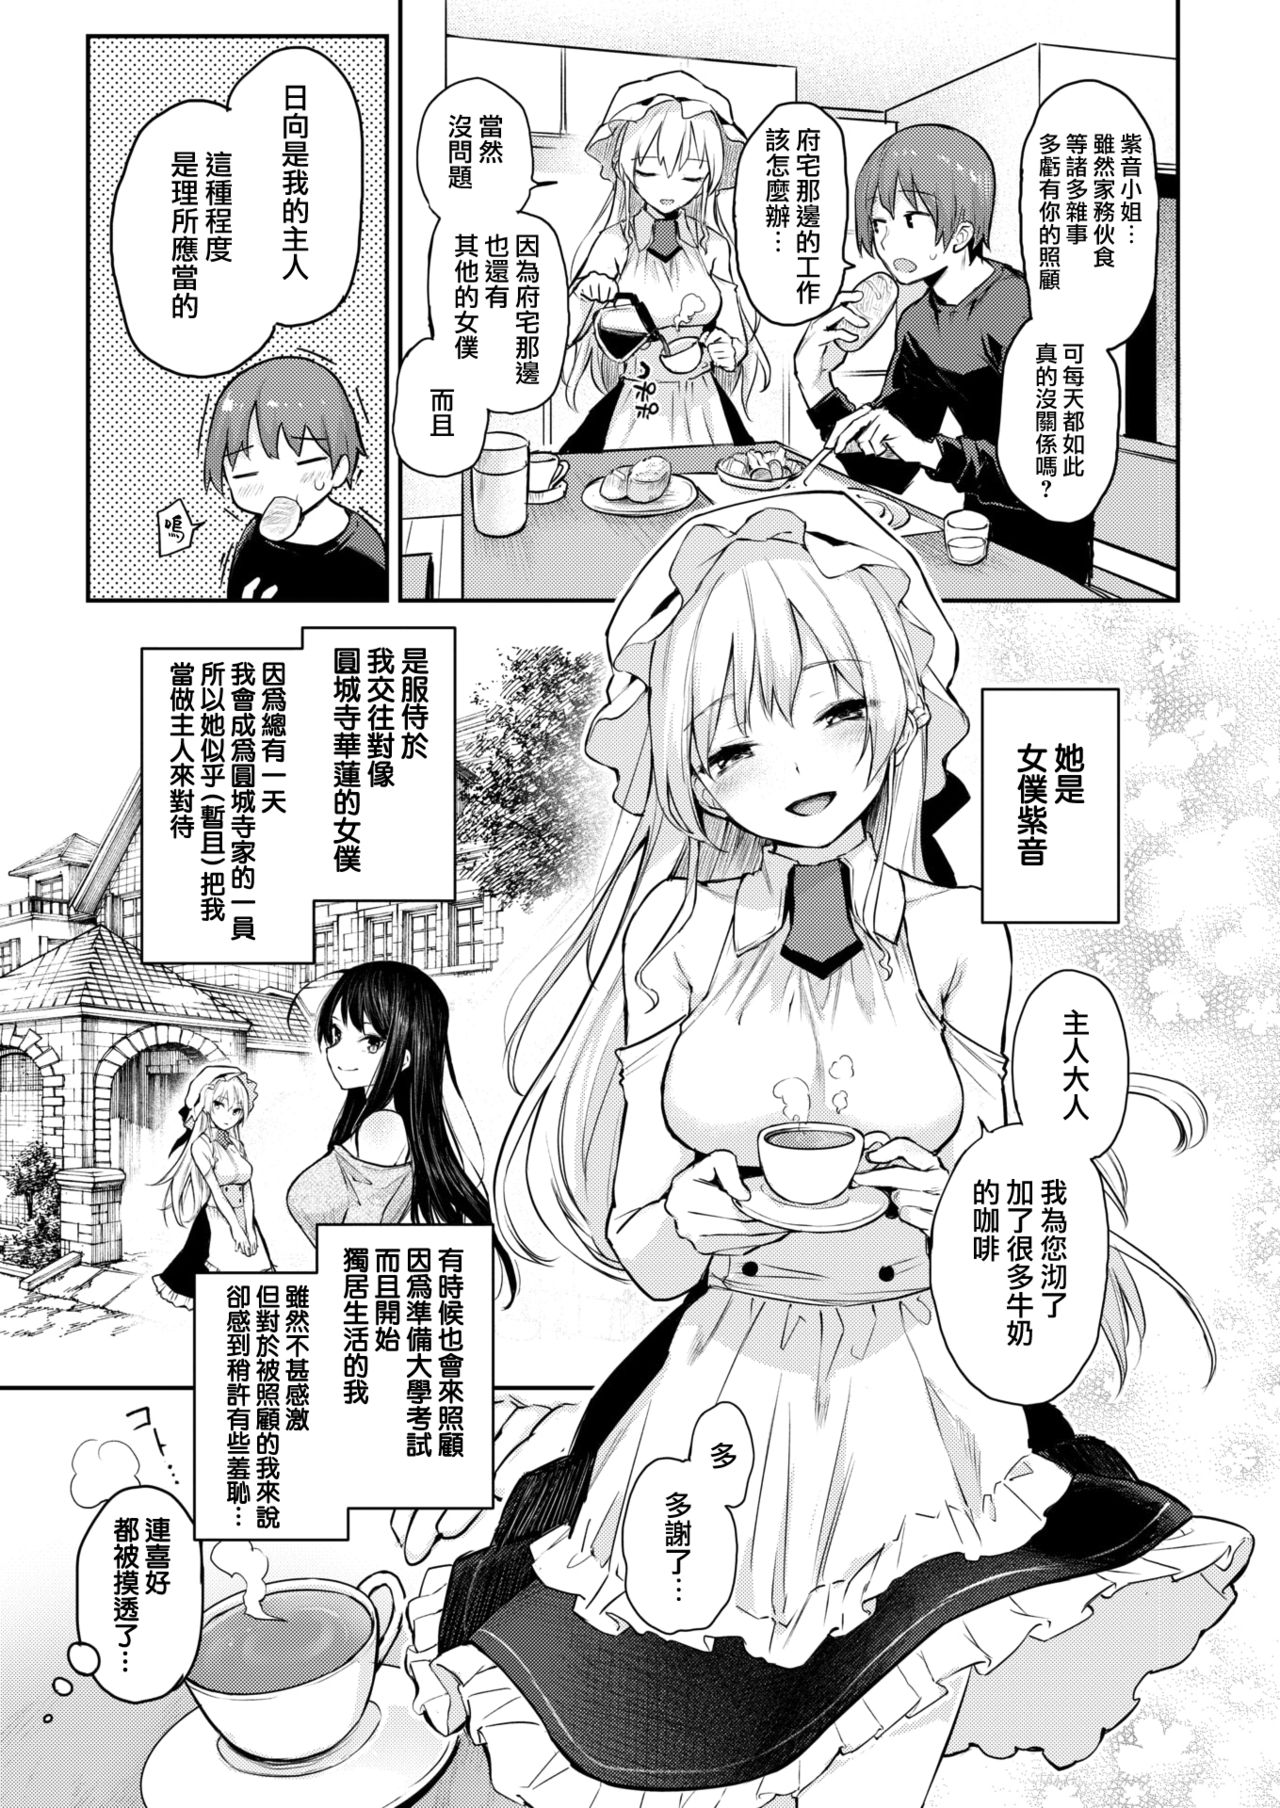 紫音小姐…
雖然家務伙食
等諸多雜事
多虧有你的照顧
可每天都如此
真的沒關係嗎?
府宅那邊的工作
該怎麼辦…
當然
沒問題
因為府宅那邊
也還有
其他的女僕
而且
日向是我的主人
這種程度
是理所應當的
嗚
她是
女僕紫音
是服侍於
我交往對像
圓城寺華蓮的女僕
因為總有一天
我會成為圓城寺家的一員
所以她似乎(暫且)把我
當做主人來對待
主人大人
我為您沏了
加了很多牛奶
的咖啡
有時候也會來照顧
因為準備大學考試
而且開始
獨居生活的我
雖然不甚感激
但對於被照顧的我來說
卻感到稍許有些羞恥…
多
多謝了…
コト…
連喜好
都被摸透了…